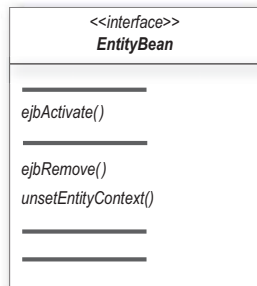 <<interface>>
EntityBean
ejbActivate()
ejbRemove()
unsetEntityContext()